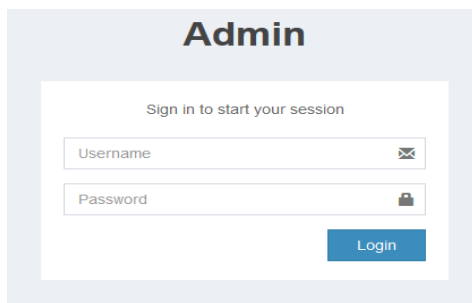 Admin
Sign in to start your session
Username
Password
Login